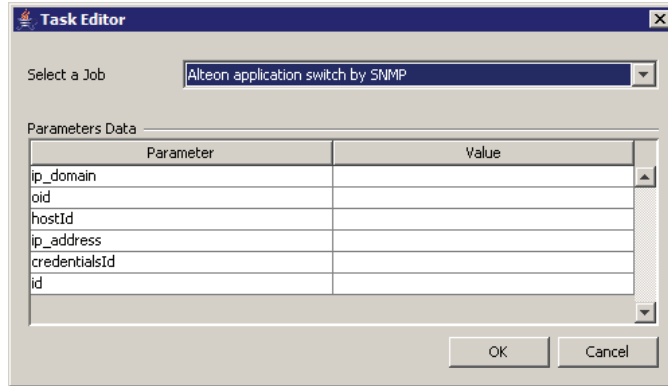 Task Editor
Select a Job Alteon application switch by SNMP
Parameters Data
Parameter Value
ip_domain
oid
hostId
ip_address
credentialsId
id
OK Cancel